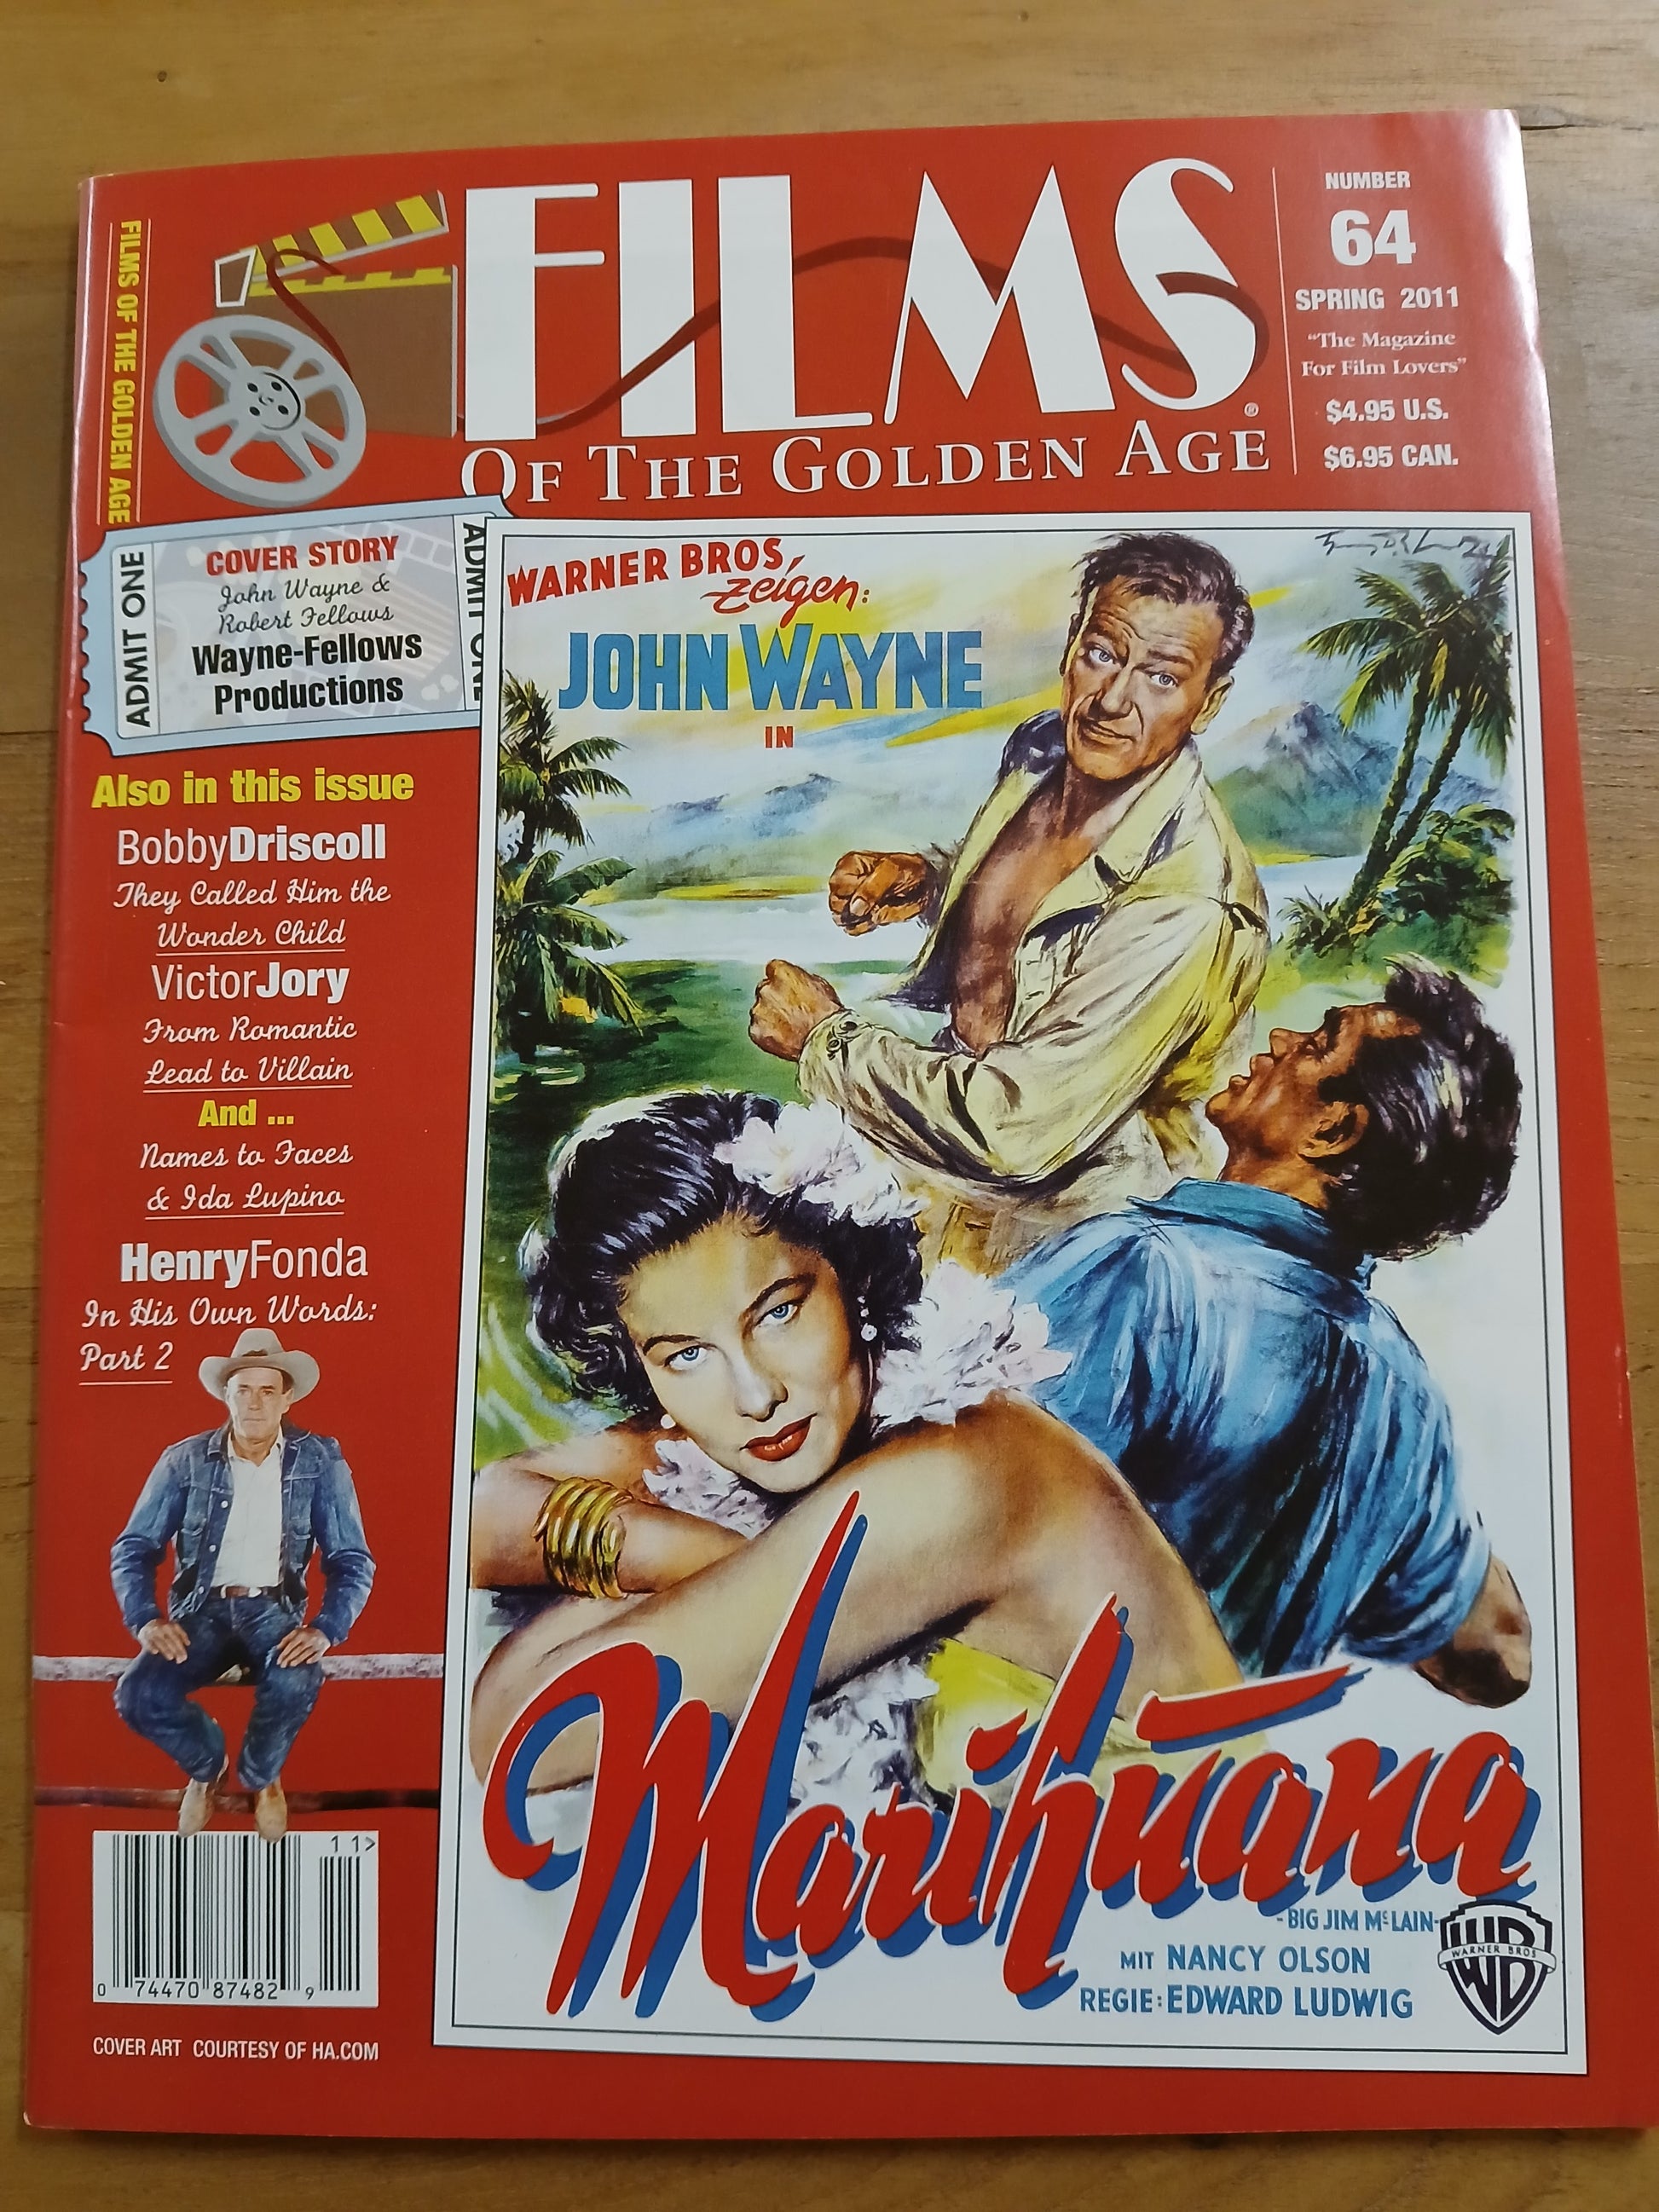 FILMS OF THE GOLDEN AGE
FILMS
®
OF THE GOLDEN AGE
NUMBER
64
SPRING 2011
"The Magazine
For Film Lovers"
$4.95 U.S.
$6.95 CAN.
ADMIT ONE
COVER STORY
John Wayne &
Robert Fellows
Wayne-Fellows
Productions
ADMIT ONE
Also in this issue
BobbyDriscoll
They Called Him the
Wonder Child
VictorJory
From Romantic
Lead to Villain
And ...
Names to Faces
& Ida Lupino
HenryFonda
In His Own Words:
Part 2
1 1>
0 74470 87482 9
COVER ART COURTESY OF HA.COM
WARNER BROS,
zeigen:
JOHN WAYNE
IN
Marihuana
-BIG JIM McLAIN-
MIT NANCY OLSON
REGIE: EDWARD LUDWIG
WB
WARNER BROS